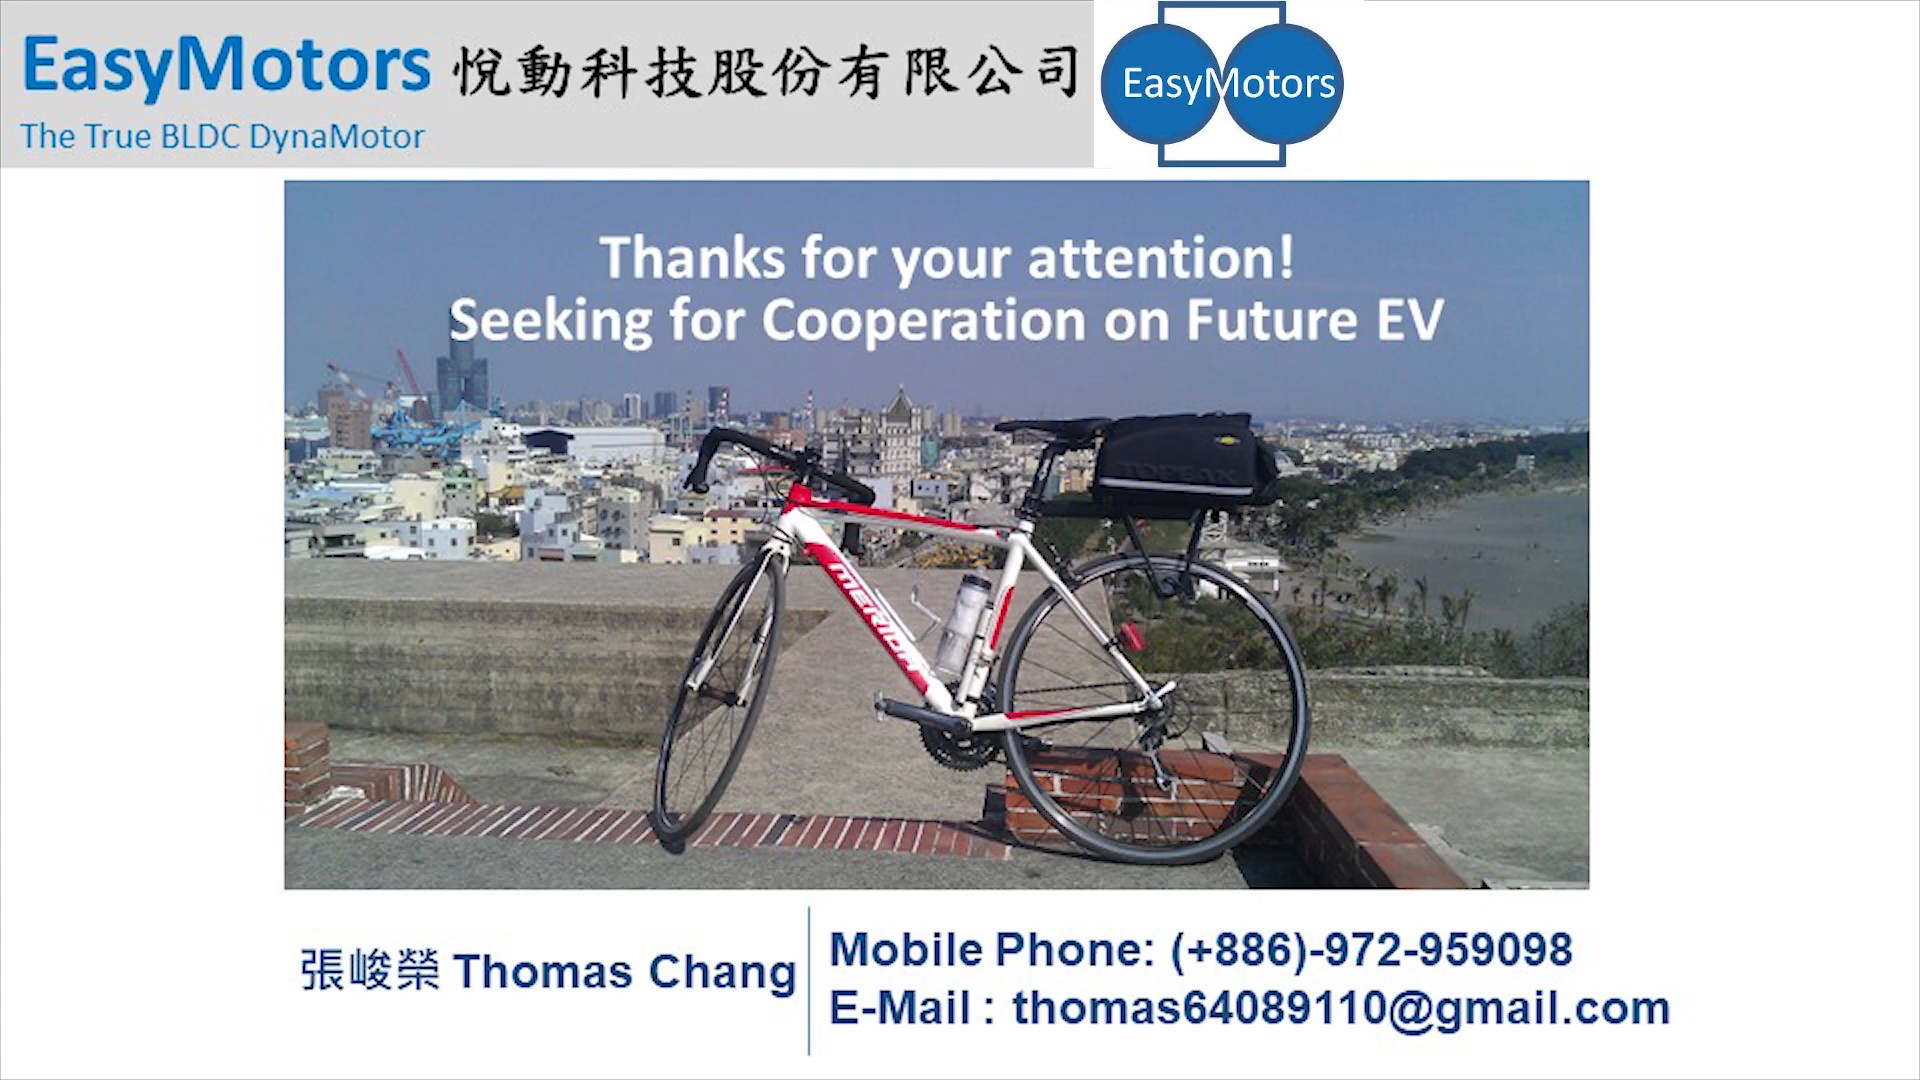 EasyMotors 悅動科技股份有限公司
The True BLDC DynaMotor
EasyMotors
Thanks for your attention!
Seeking for Cooperation on Future EV
TOPEAK
MERIDA
張峻榮 Thomas Chang
Mobile Phone: (+886)-972-959098
E-Mail : thomas64089110@gmail.com